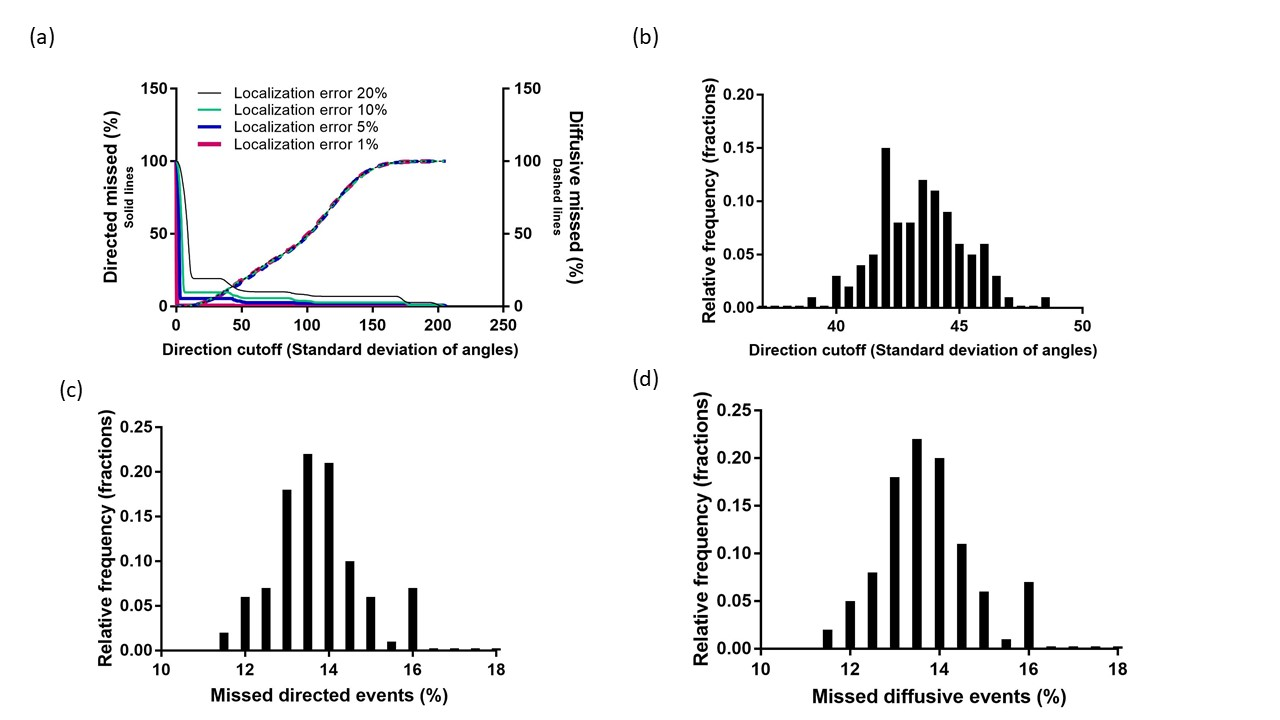 (a)
Directed missed (%)
Solid lines
150
100
50
0
Localization error 20%
Localization error 10%
Localization error 5%
Localization error 1%
150
100
50
0
Diffusive missed (%)
Dashed lines
0 50 100 150 200 250
Direction cutoff (Standard deviation of angles)
(b)
Relative frequency (fractions)
0.20
0.15
0.10
0.05
0.00
40 45 50
Direction cutoff (Standard deviation of angles)
(c)
Relative frequency (fractions)
0.25
0.20
0.15
0.10
0.05
0.00
10 12 14 16 18
Missed directed events (%)
(d)
Relative frequency (fractions)
0.25
0.20
0.15
0.10
0.05
0.00
10 12 14 16 18
Missed diffusive events (%)